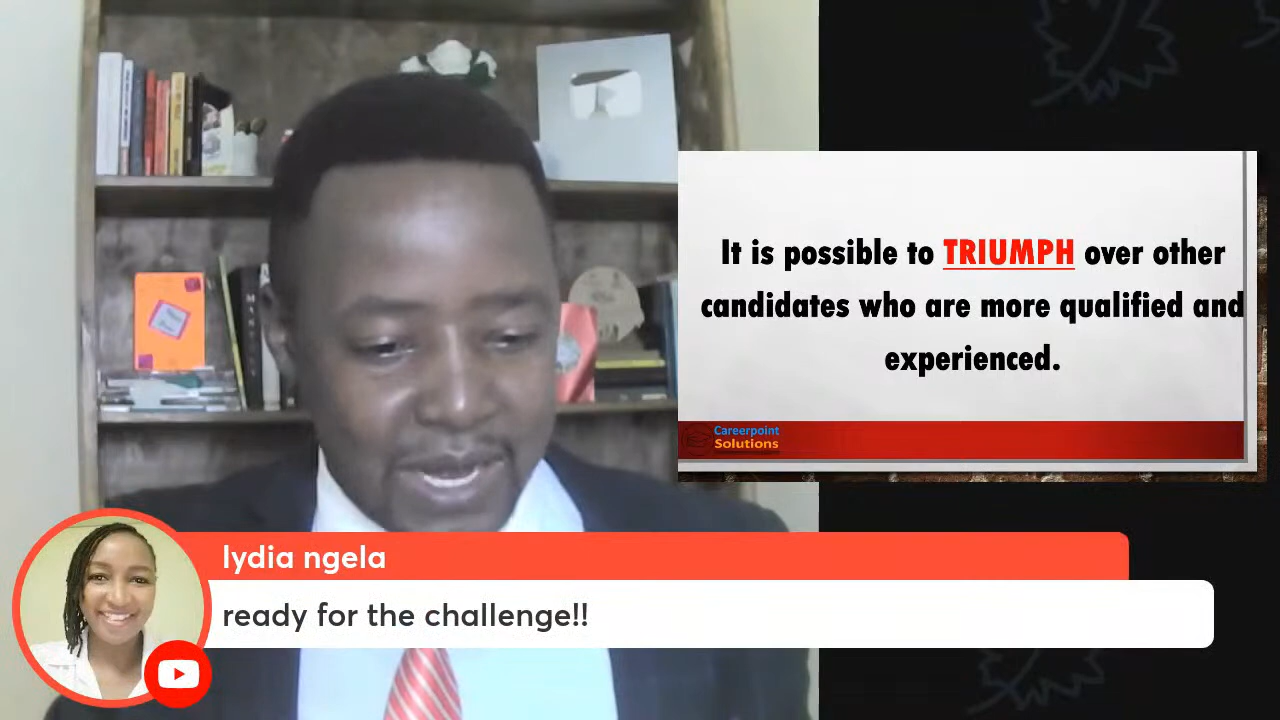 It is possible to TRIUMPH over other
candidates who are more qualified and
experienced.
Careerpoint
Solutions
lydia ngela
ready for the challenge!!